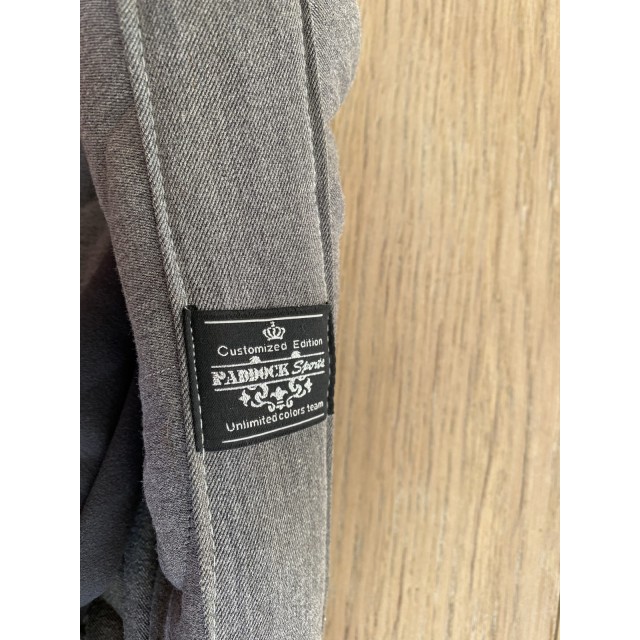 Customized Edition
PADDOCK Sports
Unlimited colors team